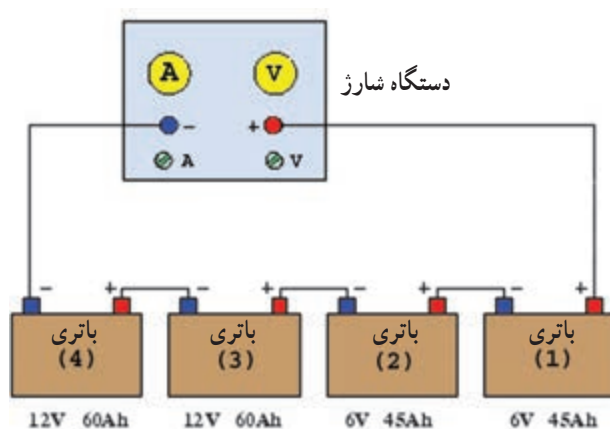 A V
دستگاه شارژ
- +
A V
- + - + - + - +
باتری باتری باتری باتری
(4) (3) (2) (1)
12V 60Ah 12V 60Ah 6V 45Ah 6V 45Ah